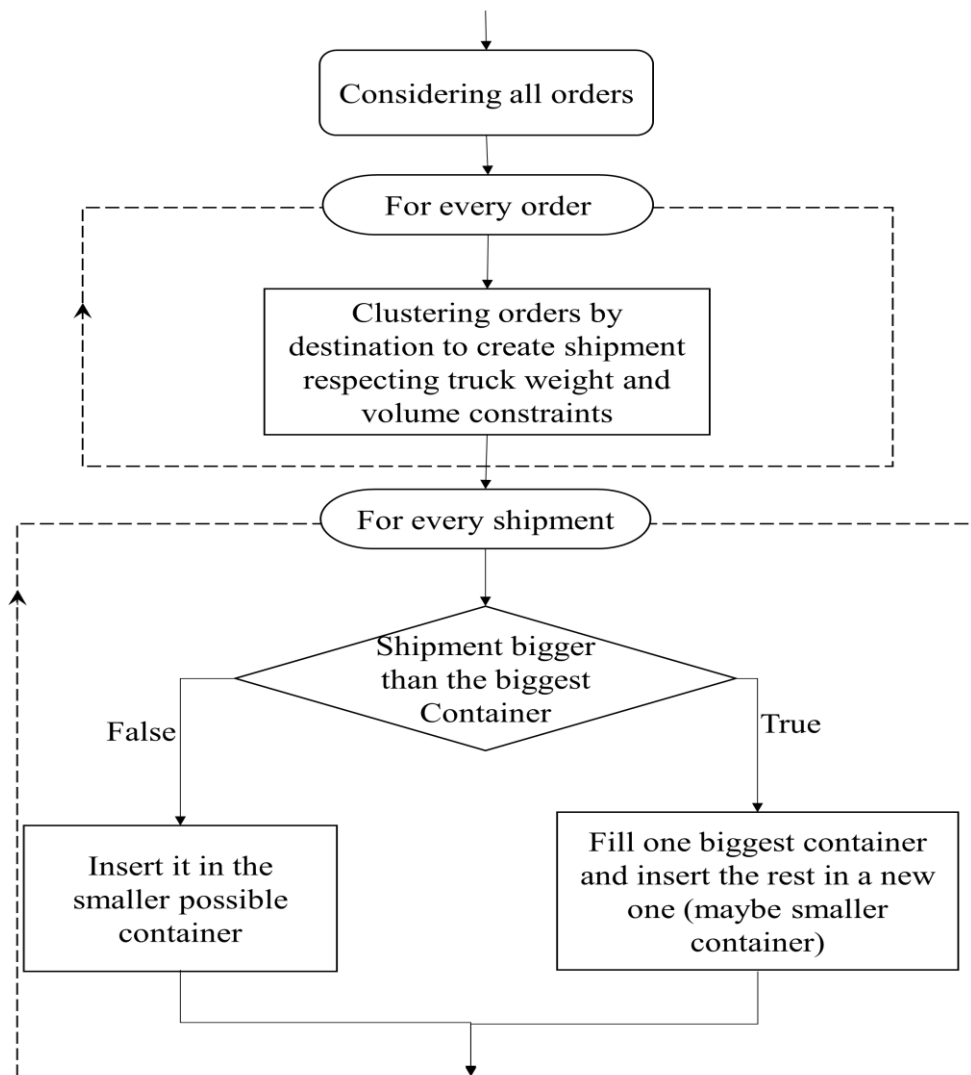 Considering all orders
For every order
Clustering orders by
destination to create shipment
respecting truck weight and
volume constraints
For every shipment
Shipment bigger
than the biggest
Container
False
True
Insert it in the
smaller possible
container
Fill one biggest container
and insert the rest in a new
one (maybe smaller
container)